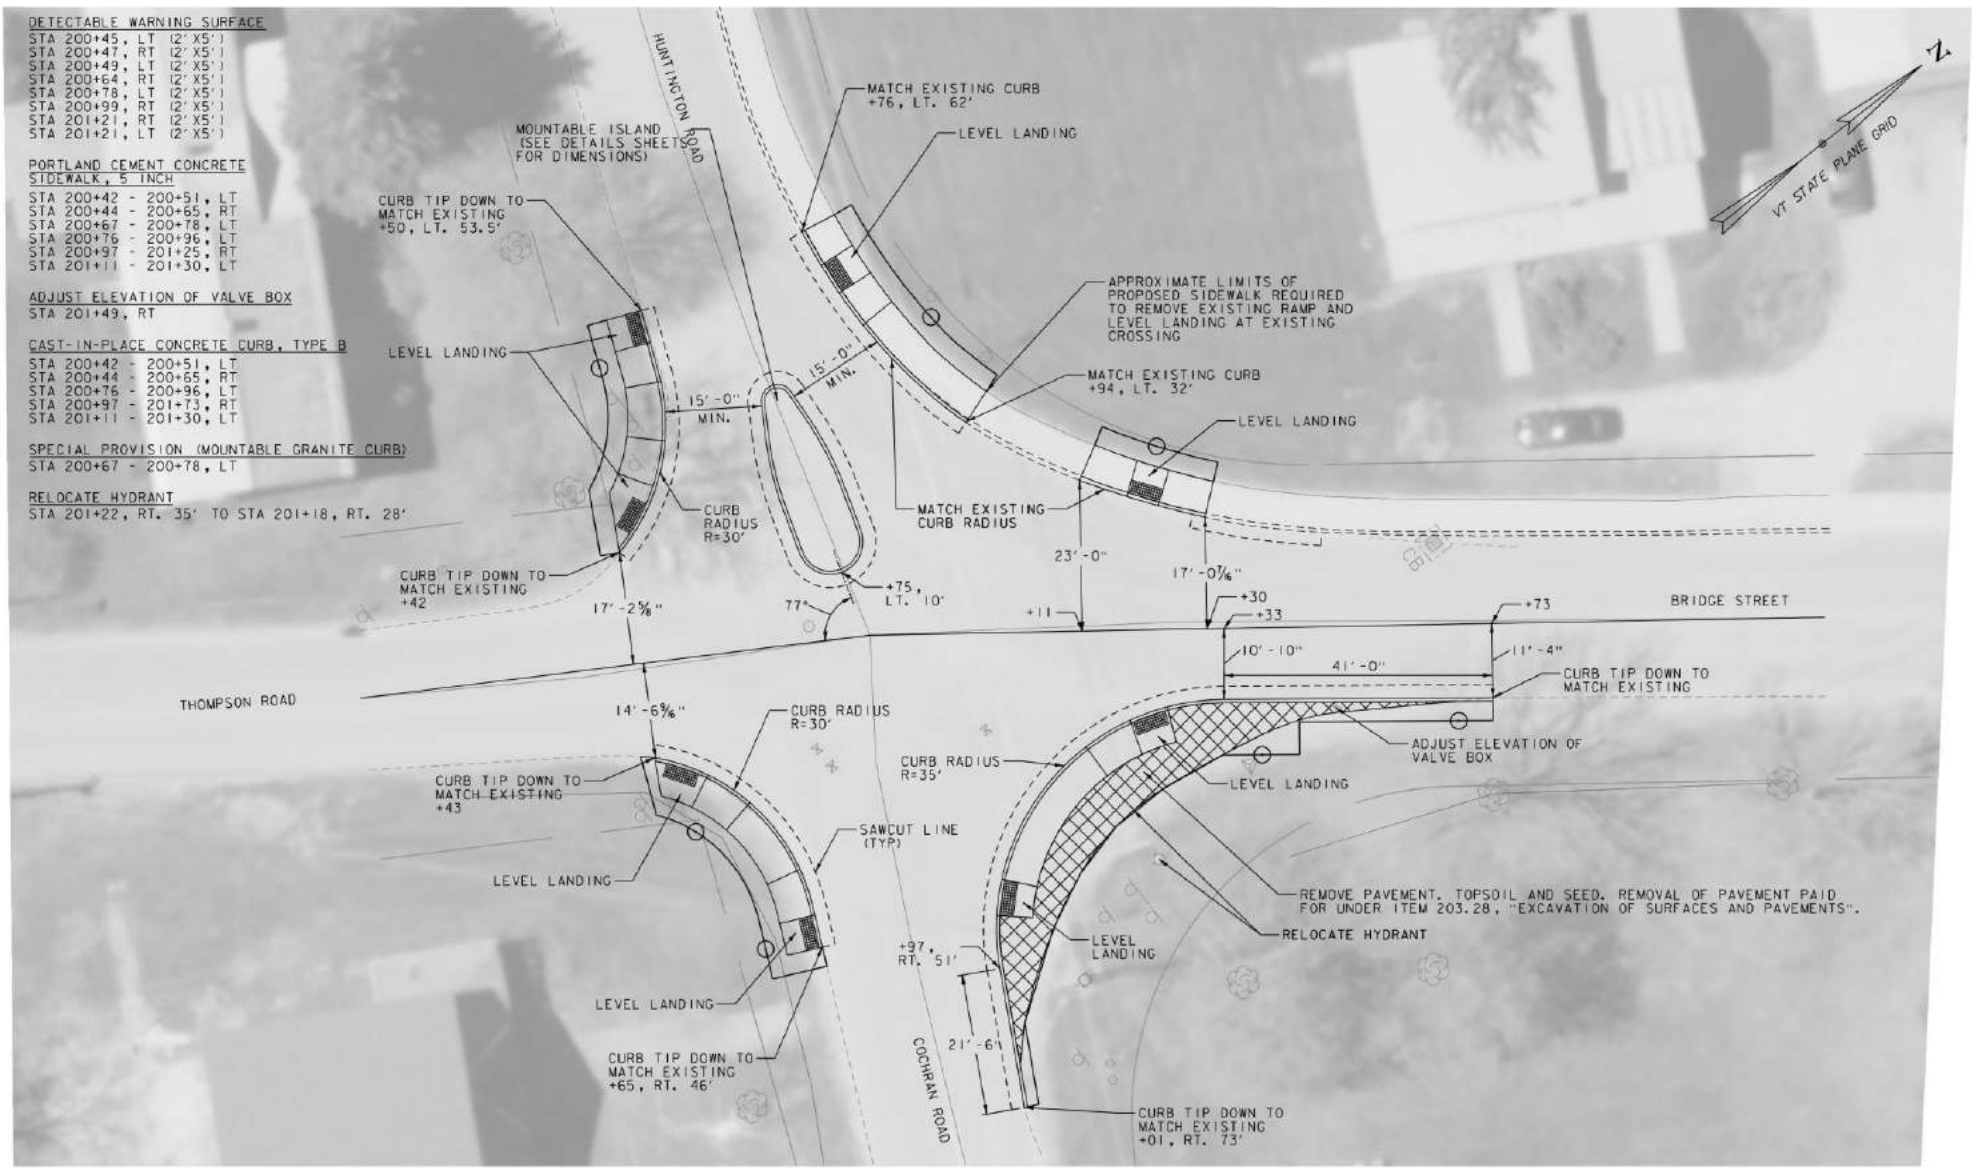 DETECTABLE WARNING SURFACE
STA 200+45, LT (2'X5')
STA 200+47, RT (2'X5')
STA 200+49, LT (2'X5')
STA 200+64, RT (2'X5')
STA 200+78, LT (2'X5')
STA 200+99, RT (2'X5')
STA 201+21, RT (2'X5')
STA 201+21, LT (2'X5')
PORTLAND CEMENT CONCRETE
SIDEWALK, 5 INCH
STA 200+42 - 200+51, LT
STA 200+44 - 200+65, RT
STA 200+67 - 200+78, LT
STA 200+76 - 200+96, LT
STA 200+97 - 201+25, RT
STA 201+11 - 201+30, LT
ADJUST ELEVATION OF VALVE BOX
STA 201+49, RT
CAST-IN-PLACE CONCRETE CURB, TYPE B
STA 200+42 - 200+51, LT
STA 200+44 - 200+65, RT
STA 200+76 - 200+96, LT
STA 200+97 - 201+73, RT
STA 201+11 - 201+30, LT
SPECIAL PROVISION (MOUNTABLE GRANITE CURB)
STA 200+67 - 200+78, LT
RELOCATE HYDRANT
STA 201+22, RT. 35' TO STA 201+18, RT. 28'
HUNTINGTON ROAD
MOUNTABLE ISLAND
(SEE DETAILS SHEETS
FOR DIMENSIONS)
CURB TIP DOWN TO
MATCH EXISTING
+50, LT. 53.5'
LEVEL LANDING
MATCH EXISTING CURB
+76, LT. 62'
LEVEL LANDING
N
VT STATE PLANE GRID
APPROXIMATE LIMITS OF
PROPOSED SIDEWALK REQUIRED
TO REMOVE EXISTING RAMP AND
LEVEL LANDING AT EXISTING
CROSSING
MATCH EXISTING CURB
+94, LT. 32'
LEVEL LANDING
15'-0"
MIN.
15'-0"
MIN.
CURB
RADIUS
R=30'
MATCH EXISTING
CURB RADIUS
CURB TIP DOWN TO
MATCH EXISTING
+42
17'-2⅝"
77°
+75,
LT. 10'
23'-0"
+11
17'-0⁷⁄₁₆"
+30
+33
+73
BRIDGE STREET
10'-10"
41'-0"
11'-4"
CURB TIP DOWN TO
MATCH EXISTING
THOMPSON ROAD
CURB RADIUS
R=30'
CURB RADIUS
R=35'
ADJUST ELEVATION OF
VALVE BOX
LEVEL LANDING
CURB TIP DOWN TO
MATCH EXISTING
+43
SAWCUT LINE
(TYP)
LEVEL LANDING
REMOVE PAVEMENT, TOPSOIL AND SEED. REMOVAL OF PAVEMENT PAID
FOR UNDER ITEM 203.28, "EXCAVATION OF SURFACES AND PAVEMENTS".
RELOCATE HYDRANT
LEVEL
LANDING
+97,
RT. 51'
LEVEL LANDING
21'-6"
CURB TIP DOWN TO
MATCH EXISTING
+65, RT. 46'
COCHRAN ROAD
CURB TIP DOWN TO
MATCH EXISTING
+01, RT. 73'